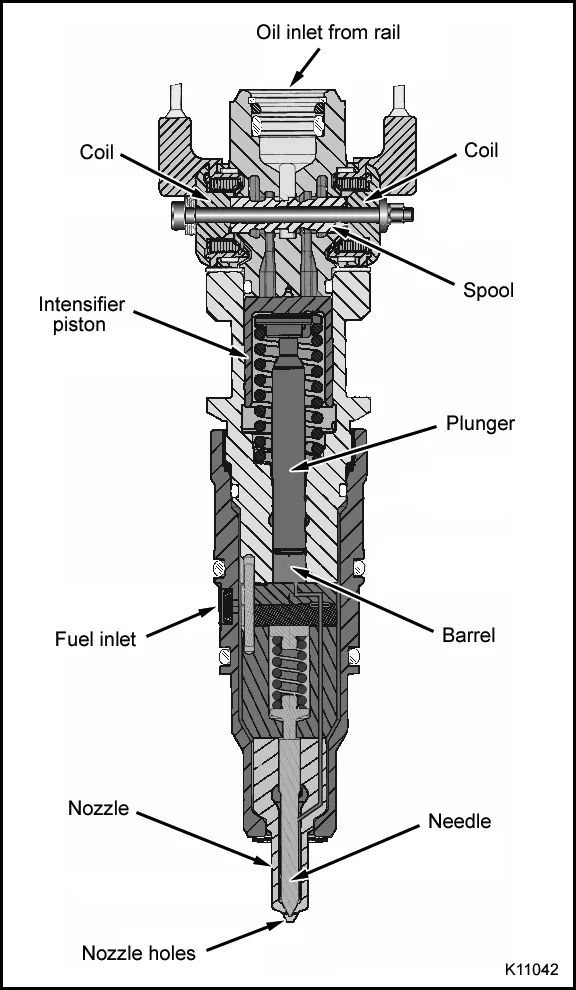 Oil inlet from rail
Coil
Coil
Spool
Intensifier
piston
Plunger
Fuel inlet
Barrel
Nozzle
Needle
Nozzle holes
K11042